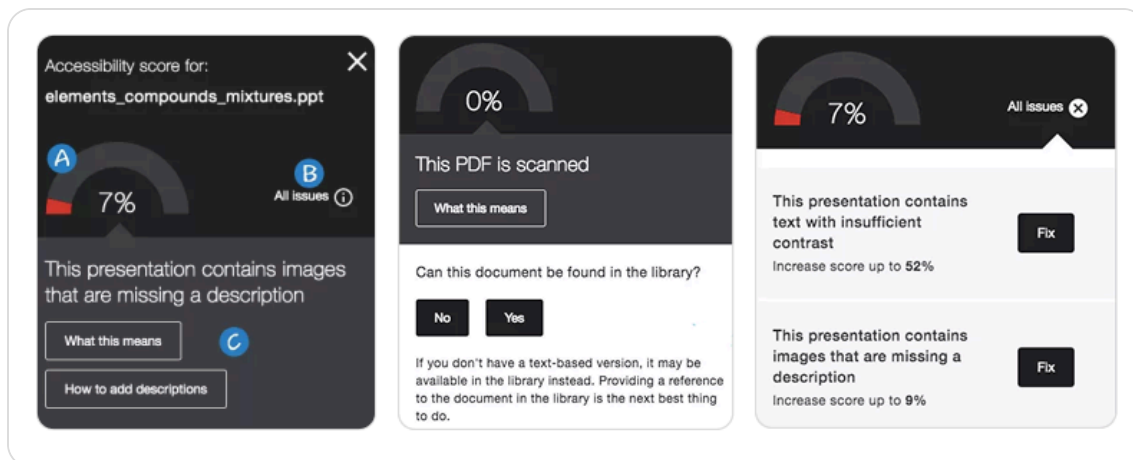 Accessibility score for:
elements_compounds_mixtures.ppt
A
B
7%
All issues
This presentation contains images
that are missing a description
What this means
C
How to add descriptions
0%
This PDF is scanned
What this means
Can this document be found in the library?
No Yes
If you don't have a text-based version, it may be
available in the library instead. Providing a reference
to the document in the library is the next best thing
to do.
7%
All issues
This presentation contains
text with insufficient
contrast
Fix
Increase score up to 52%
This presentation contains
images that are missing a
description
Fix
Increase score up to 9%